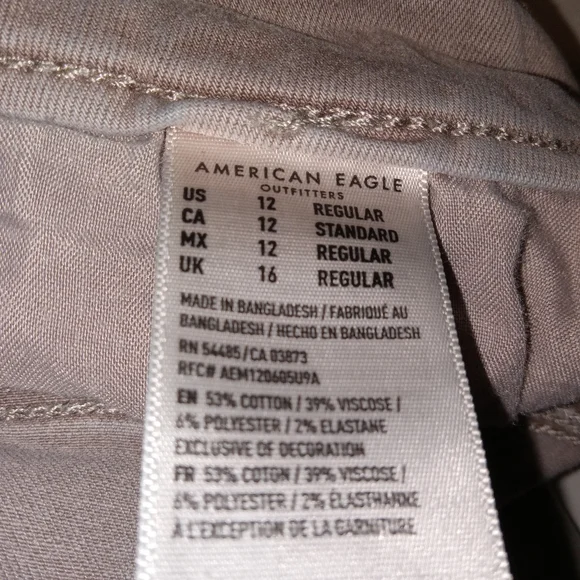 AMERICAN EAGLE
OUTFITTERS
US 12 REGULAR
CA 12 STANDARD
MX 12 REGULAR
UK 16 REGULAR
MADE IN BANGLADESH / FABRIQUÉ AU
BANGLADESH / HECHO EN BANGLADESH
RN 54485/CA 03873
RFC# AEM120605U9A
EN 53% COTTON / 39% VISCOSE /
6% POLYESTER / 2% ELASTANE
EXCLUSIVE OF DECORATION
FR 53% COTON / 39% VISCOSE /
6% POLYESTER / 2% ÉLASTHANNE
À L'EXCEPTION DE LA GARNITURE